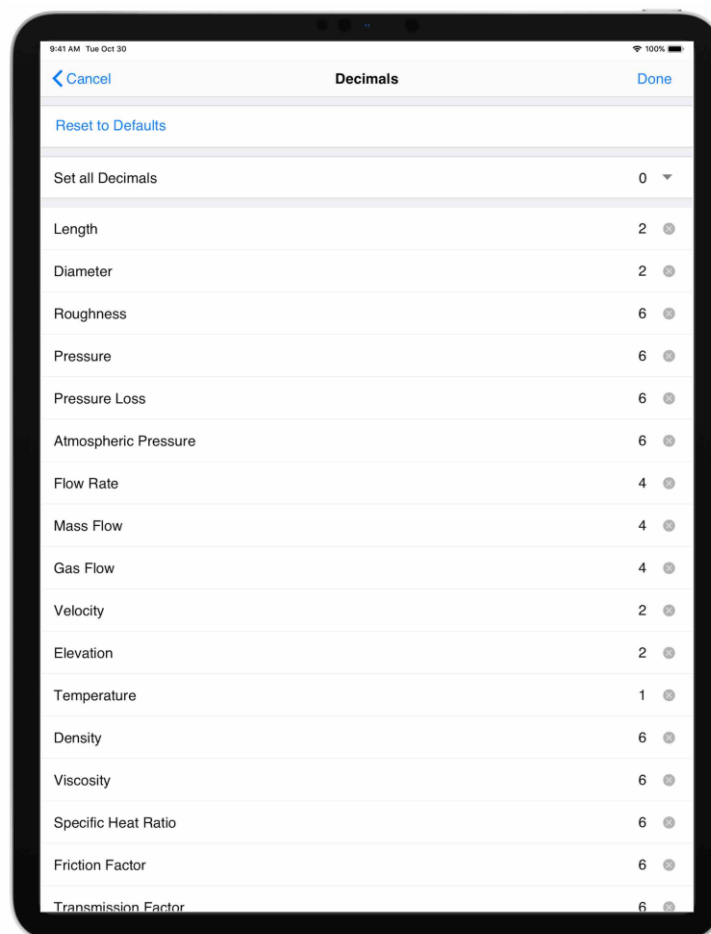 9:41 AM Tue Oct 30 100%
Cancel Decimals Done
Reset to Defaults
Set all Decimals 0
Length 2
Diameter 2
Roughness 6
Pressure 6
Pressure Loss 6
Atmospheric Pressure 6
Flow Rate 4
Mass Flow 4
Gas Flow 4
Velocity 2
Elevation 2
Temperature 1
Density 6
Viscosity 6
Specific Heat Ratio 6
Friction Factor 6
Transmission Factor 6